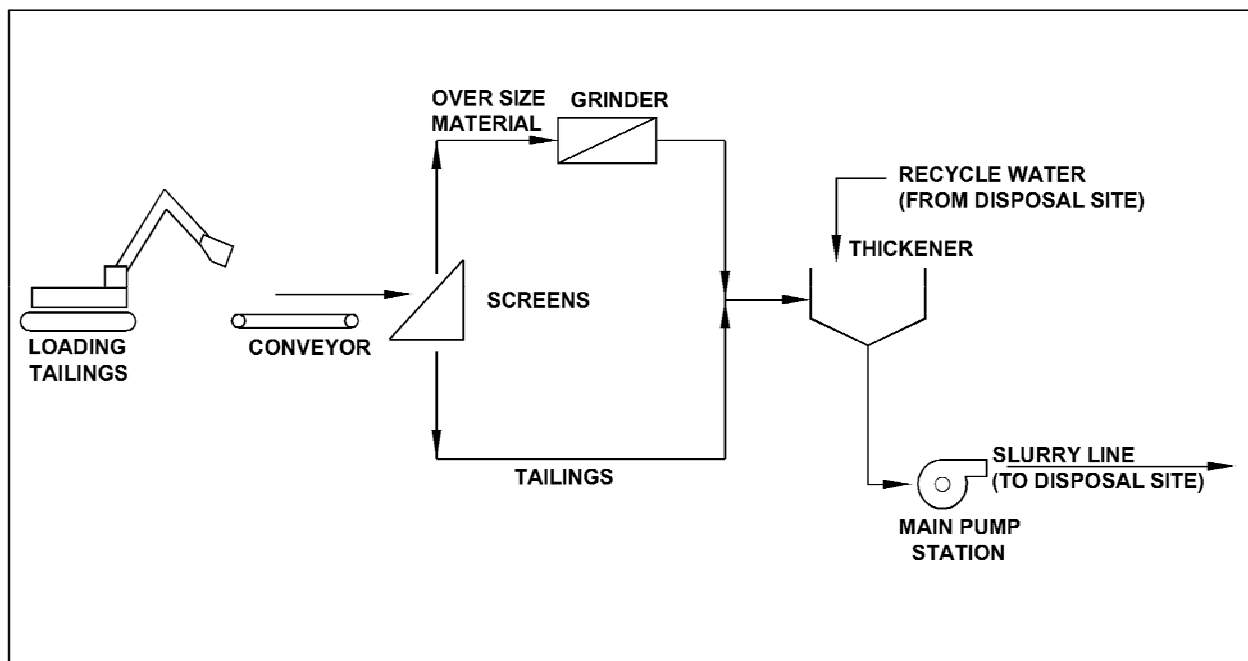 OVER SIZE
MATERIAL
GRINDER
RECYCLE WATER
(FROM DISPOSAL SITE)
THICKENER
SCREENS
LOADING
TAILINGS
CONVEYOR
TAILINGS
SLURRY LINE
(TO DISPOSAL SITE)
MAIN PUMP
STATION